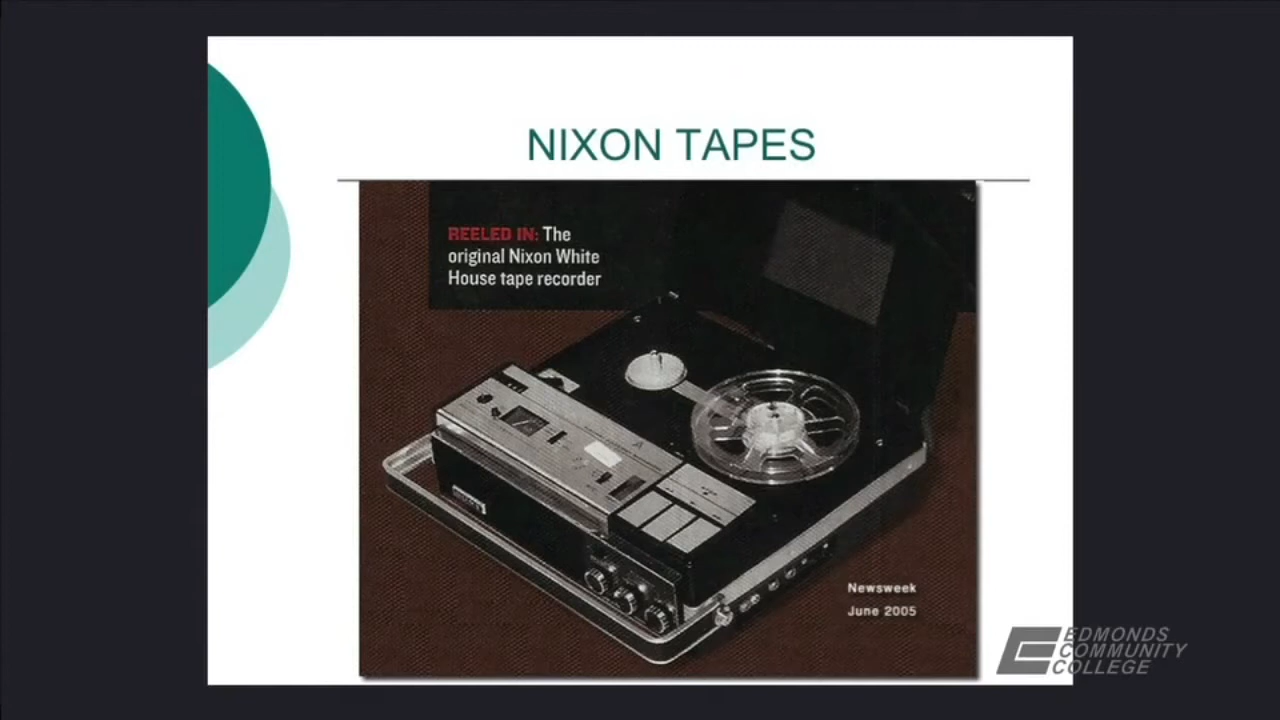 NIXON TAPES
REELED IN: The
original Nixon White
House tape recorder
Newsweek
June 2005
EDMONDS
COMMUNITY
COLLEGE